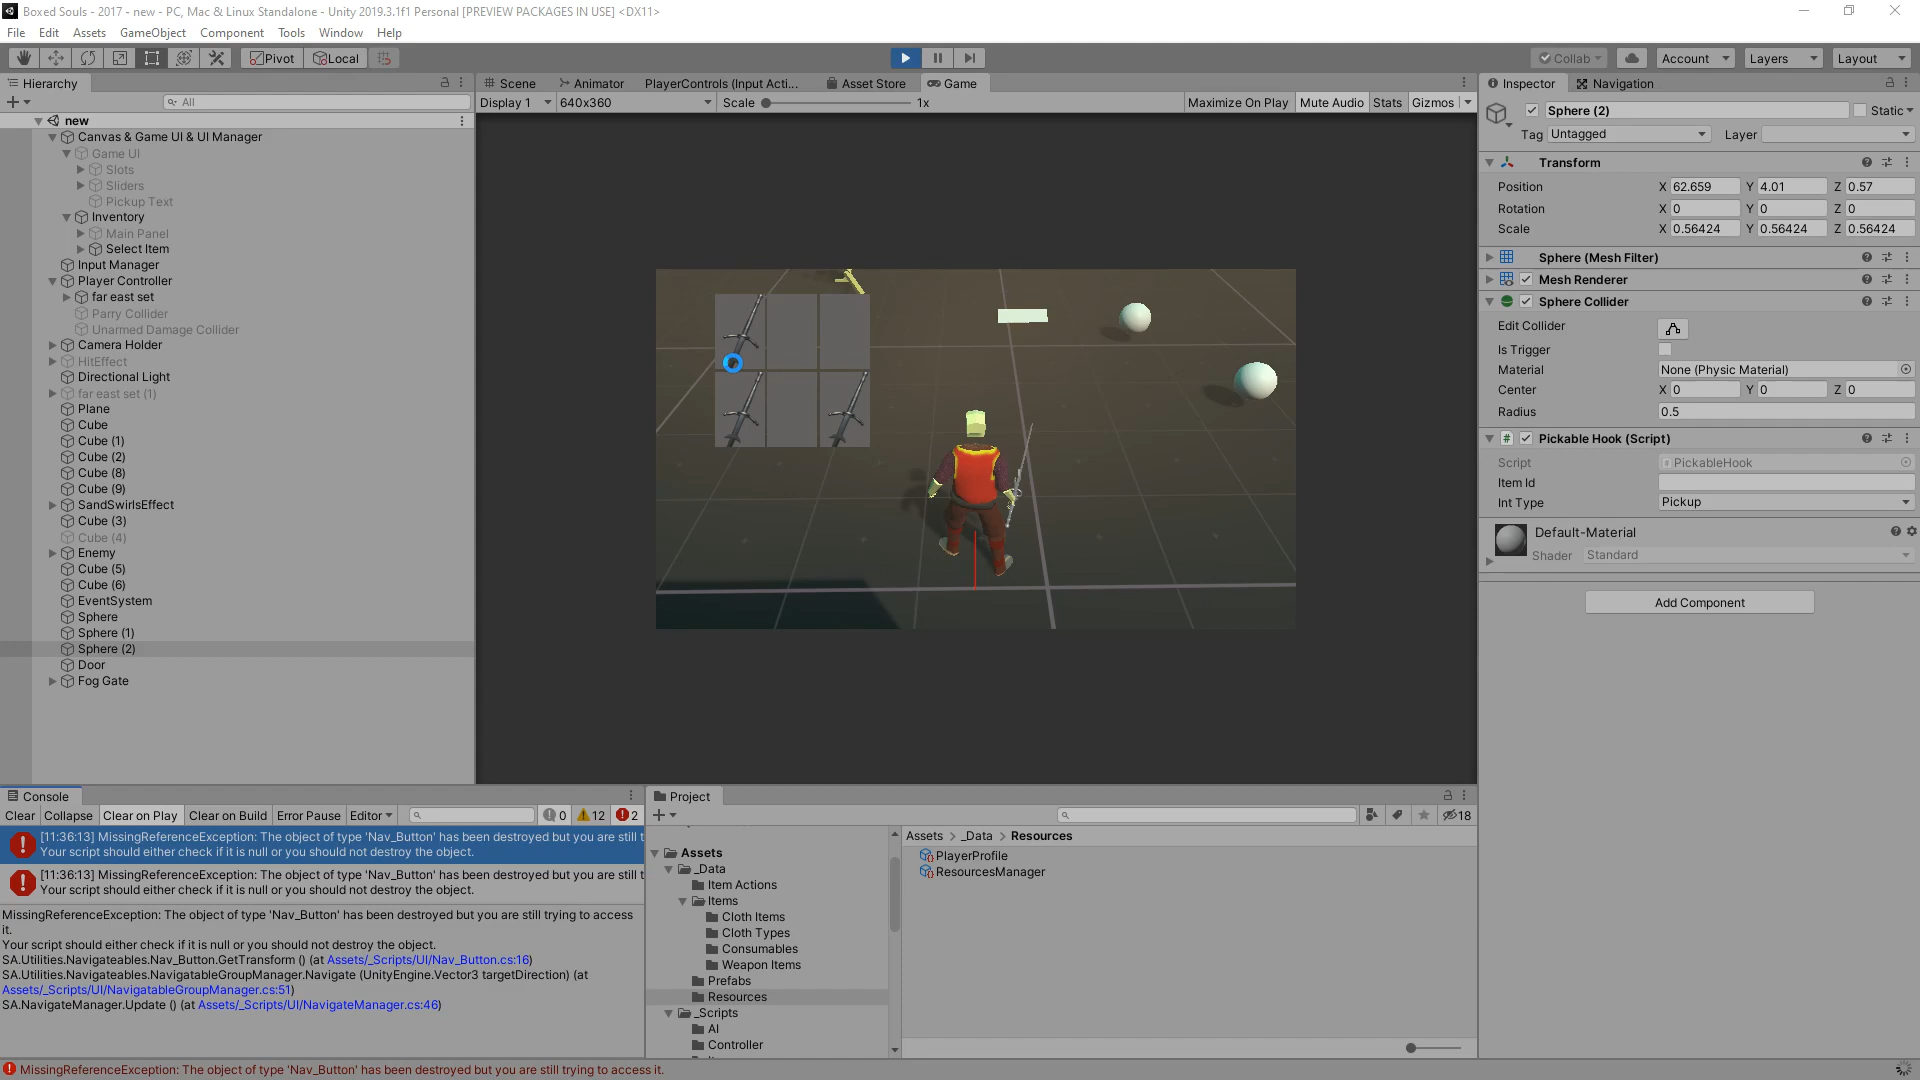 Boxed Souls - 2017 - new - PC, Mac & Linux Standalone - Unity 2019.3.1f1 Personal [PREVIEW PACKAGES IN USE] <DX11>
File Edit Assets GameObject Component Tools Window Help
Pivot Local Collab Account Layers Layout
Hierarchy
All
new
Canvas & Game UI & UI Manager
Game UI
Slots
Sliders
Pickup Text
Inventory
Main Panel
Select Item
Input Manager
Player Controller
far east set
Parry Collider
Unarmed Damage Collider
Camera Holder
HitEffect
Directional Light
far east set (1)
Plane
Cube
Cube (1)
Cube (2)
Cube (8)
Cube (9)
SandSwirlsEffect
Cube (3)
Cube (4)
Enemy
Cube (5)
Cube (6)
EventSystem
Sphere
Sphere (1)
Sphere (2)
Door
Fog Gate
Scene Animator PlayerControls (Input Acti... Asset Store Game
Display 1 640x360 Scale 1x Maximize On Play Mute Audio Stats Gizmos
Inspector Navigation
Sphere (2) Static
Tag Untagged Layer
Transform
Position X 62.659 Y 4.01 Z 0.57
Rotation X 0 Y 0 Z 0
Scale X 0.56424 Y 0.56424 Z 0.56424
Sphere (Mesh Filter)
Mesh Renderer
Sphere Collider
Edit Collider
Is Trigger
Material None (Physic Material)
Center X 0 Y 0 Z 0
Radius 0.5
Pickable Hook (Script)
Script PickableHook
Item Id
Int Type Pickup
Default-Material
Shader Standard
Add Component
Console
Clear Collapse Clear on Play Clear on Build Error Pause Editor 0 12 2
[11:36:13] MissingReferenceException: The object of type 'Nav_Button' has been destroyed but you are still t
Your script should either check if it is null or you should not destroy the object.
[11:36:13] MissingReferenceException: The object of type 'Nav_Button' has been destroyed but you are still t
Your script should either check if it is null or you should not destroy the object.
MissingReferenceException: The object of type 'Nav_Button' has been destroyed but you are still trying to access
it.
Your script should either check if it is null or you should not destroy the object.
SA.Utilities.Navigateables.Nav_Button.GetTransform () (at Assets/_Scripts/UI/Nav_Button.cs:16)
SA.Utilities.Navigateables.NavigatableGroupManager.Navigate (UnityEngine.Vector3 targetDirection) (at
Assets/_Scripts/UI/NavigatableGroupManager.cs:51)
SA.NavigateManager.Update () (at Assets/_Scripts/UI/NavigateManager.cs:46)
Project
18
Assets
_Data
Item Actions
Items
Cloth Items
Cloth Types
Consumables
Weapon Items
Prefabs
Resources
_Scripts
AI
Controller
Assets > _Data > Resources
PlayerProfile
ResourcesManager
MissingReferenceException: The object of type 'Nav_Button' has been destroyed but you are still trying to access it.